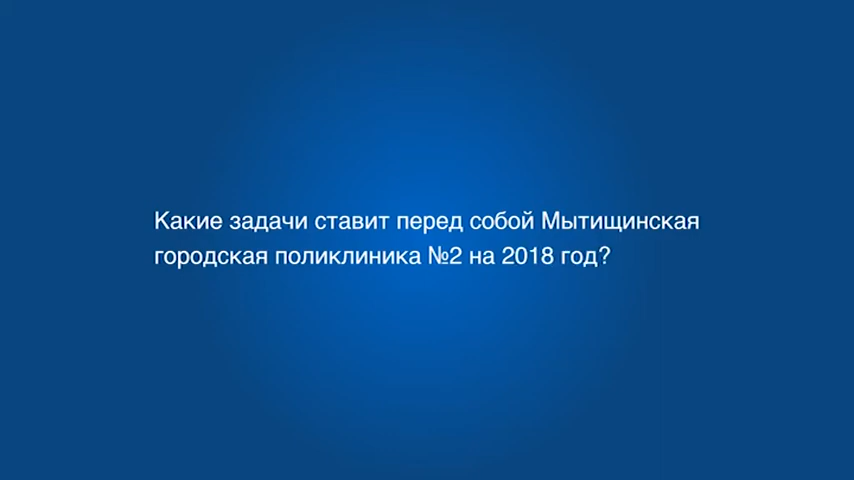 Какие задачи ставит перед собой Мытищинская
городская поликлиника №2 на 2018 год?